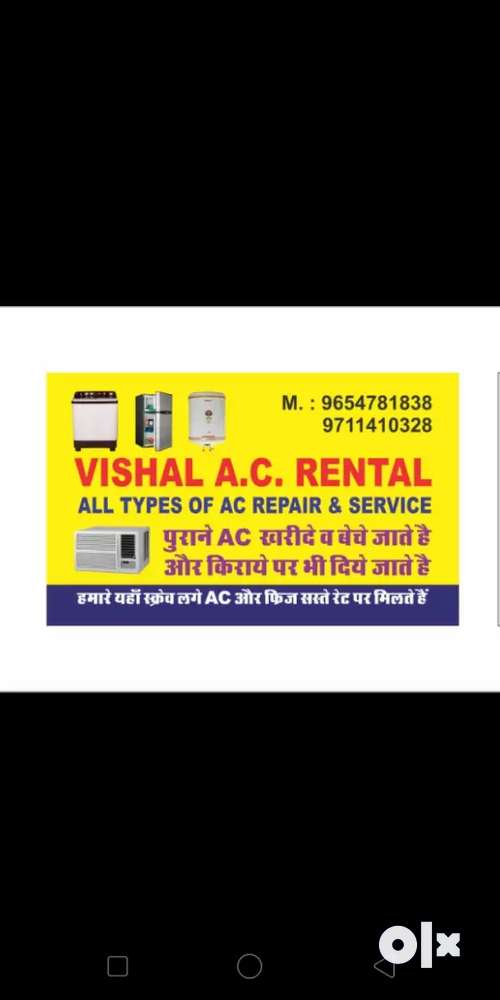 M. : 9654781838
9711410328
VISHAL A.C. RENTAL
ALL TYPES OF AC REPAIR & SERVICE
पुराने AC खरीदे व बेचे जाते है
और किराये पर भी दिये जाते है
हमारे यहाँ स्क्रेच लगे AC और फ्रिज सस्ते रेट पर मिलते हैं
olx